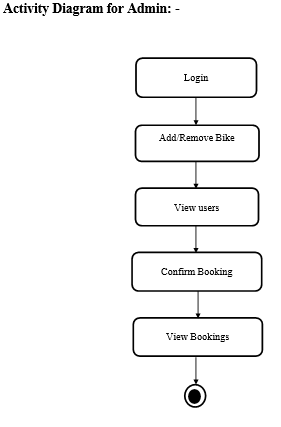 Activity Diagram for Admin: -
Login
Add/Remove Bike
View users
Confirm Booking
View Bookings